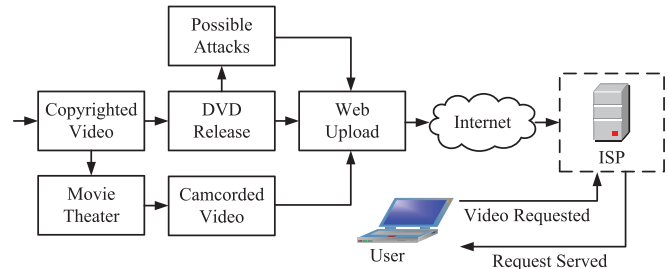 Possible
Attacks
Copyrighted
Video
DVD
Release
Web
Upload
Internet
ISP
Movie
Theater
Camcorded
Video
Video Requested
User
Request Served